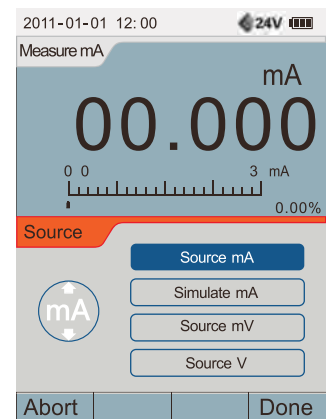 2011-01-01 12:00 24V
Measure mA
mA
00.000
0 0 3 mA
0.00%
Source
Source mA
mA
Simulate mA
Source mV
Source V
Abort Done